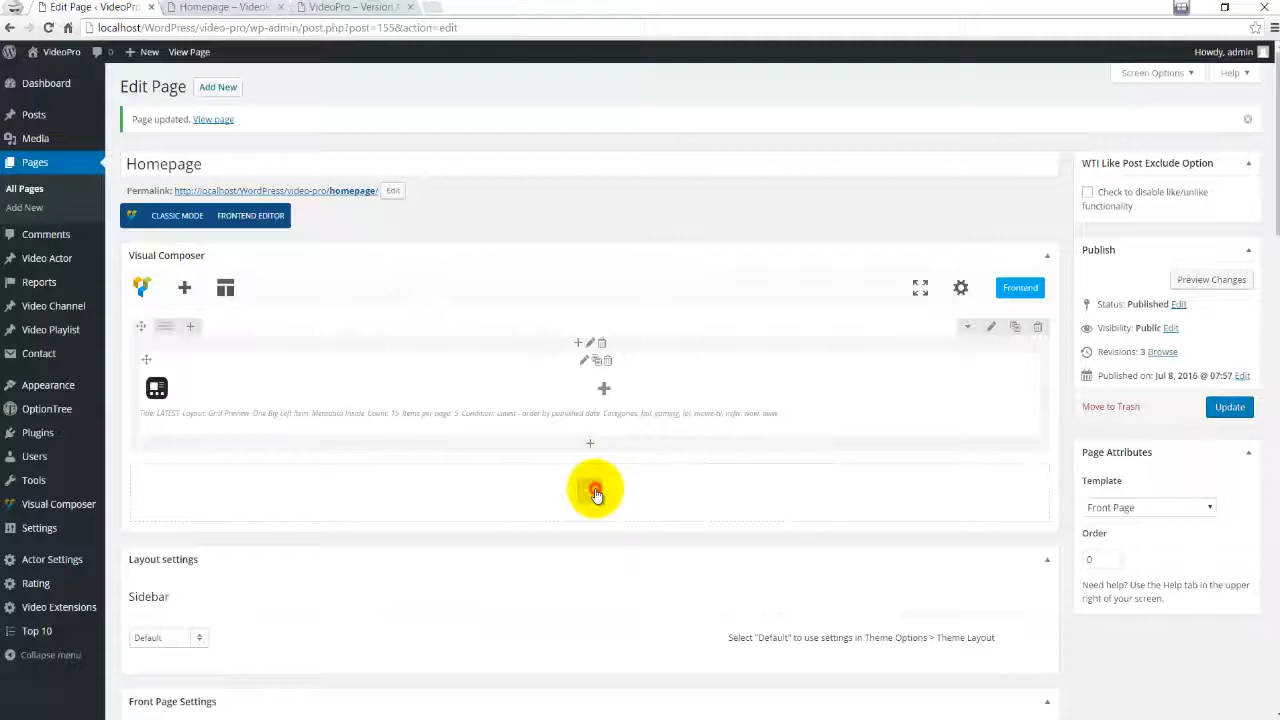 Edit Page ‹ VideoPro
Homepage – Video
VideoPro – Version
localhost/WordPress/video-pro/wp-admin/post.php?post=155&action=edit
VideoPro
0
New
View Page
Howdy, admin
Dashboard
Posts
Media
Pages
All Pages
Add New
Comments
Video Actor
Reports
Video Channel
Video Playlist
Contact
Appearance
OptionTree
Plugins
Users
Tools
Visual Composer
Settings
Actor Settings
Rating
Video Extensions
Top 10
Collapse menu
Edit Page
Add New
Screen Options
Help
Page updated. View page
Homepage
Permalink: http://localhost/WordPress/video-pro/homepage/ Edit
CLASSIC MODE FRONTEND EDITOR
Visual Composer
Frontend
Title: LATEST Layout: Grid Preview. One Big Left Item. Metadata Inside. Count: 15 Items per page: 5 Condition: Latest - order by published date Categories: fail, gaming, lol, movie-tv, nsfw, wow, aww
Layout settings
Sidebar
Default
Select "Default" to use settings in Theme Options > Theme Layout
Front Page Settings
WTI Like Post Exclude Option
Check to disable like/unlike
functionality
Publish
Preview Changes
Status: Published Edit
Visibility: Public Edit
Revisions: 3 Browse
Published on: Jul 8, 2016 @ 07:57 Edit
Move to Trash
Update
Page Attributes
Template
Front Page
Order
0
Need help? Use the Help tab in the upper
right of your screen.